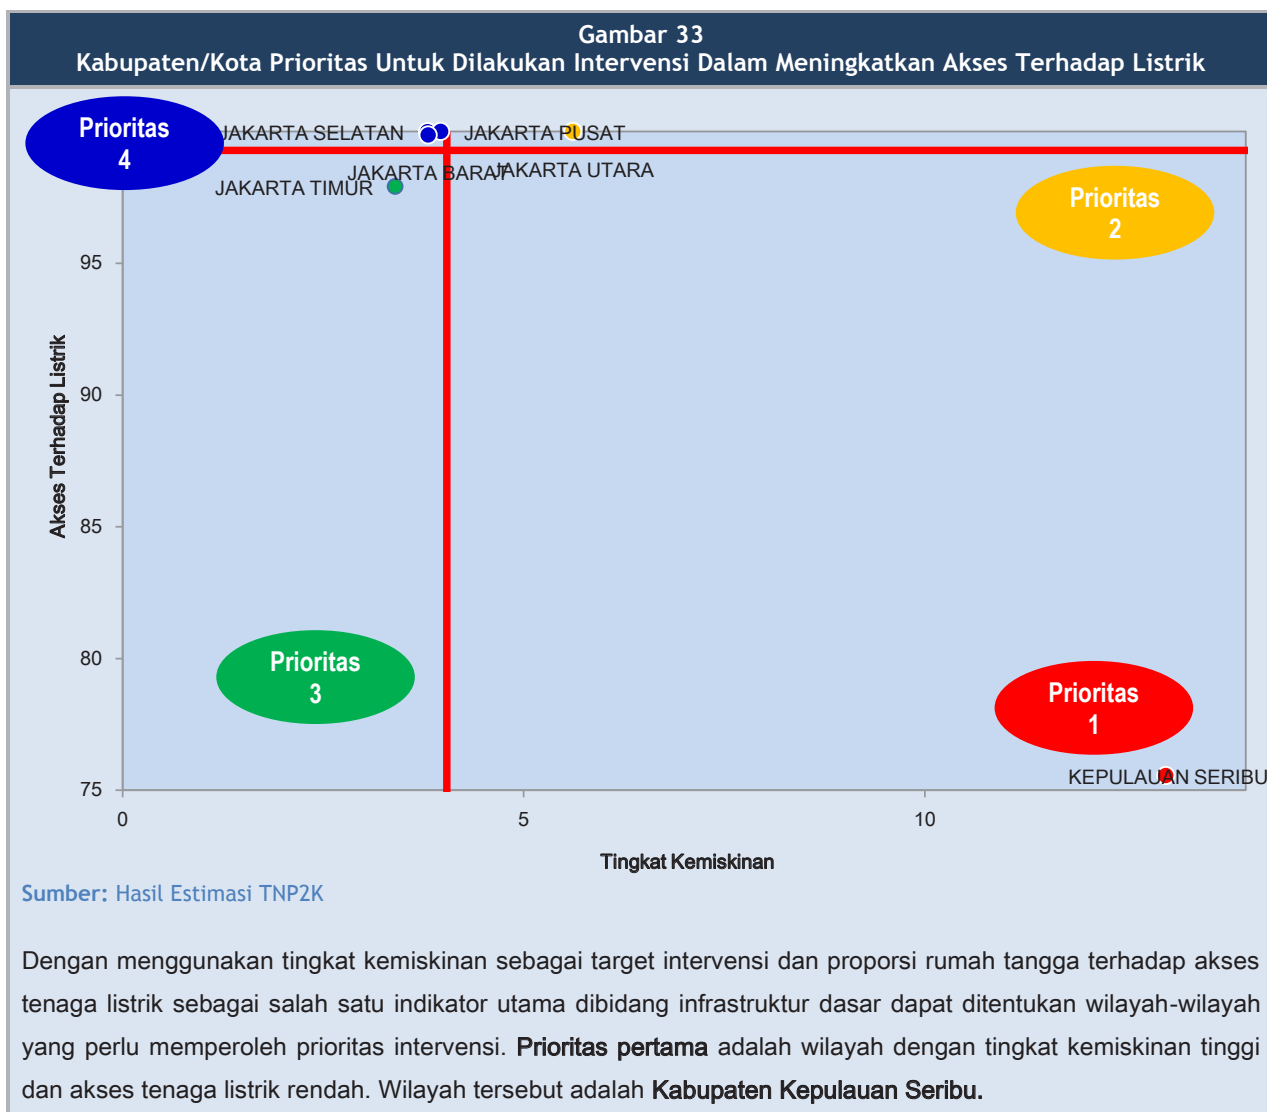 Gambar 33
Kabupaten/Kota Prioritas Untuk Dilakukan Intervensi Dalam Meningkatkan Akses Terhadap Listrik
Prioritas
4
JAKARTA SELATAN
JAKARTA PUSAT
JAKARTA BARAT
JAKARTA UTARA
JAKARTA TIMUR
Prioritas
2
95
90
85
80
75
Akses Terhadap Listrik
Prioritas
3
Prioritas
1
KEPULAUAN SERIBU
0
5
10
Tingkat Kemiskinan
Sumber: Hasil Estimasi TNP2K
Dengan menggunakan tingkat kemiskinan sebagai target intervensi dan proporsi rumah tangga terhadap akses
tenaga listrik sebagai salah satu indikator utama dibidang infrastruktur dasar dapat ditentukan wilayah-wilayah
yang perlu memperoleh prioritas intervensi. Prioritas pertama adalah wilayah dengan tingkat kemiskinan tinggi
dan akses tenaga listrik rendah. Wilayah tersebut adalah Kabupaten Kepulauan Seribu.